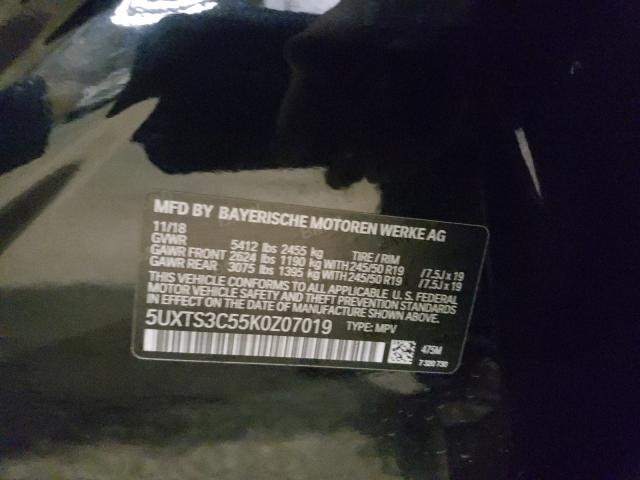 MFD BY BAYERISCHE MOTOREN WERKE AG
11/18
GVWR 5412 lbs 2455 kg TIRE / RIM
GAWR FRONT 2624 lbs 1190 kg WITH 245/50 R19 / 7.5J x 19
GAWR REAR 3075 lbs 1395 kg WITH 245/50 R19 / 7.5J x 19
THIS VEHICLE CONFORMS TO ALL APPLICABLE U. S. FEDERAL
MOTOR VEHICLE SAFETY AND THEFT PREVENTION STANDARDS
IN EFFECT ON THE DATE OF MANUFACTURE SHOWN ABOVE.
5UXTS3C55K0Z07019 TYPE: MPV
475M
7 320 730